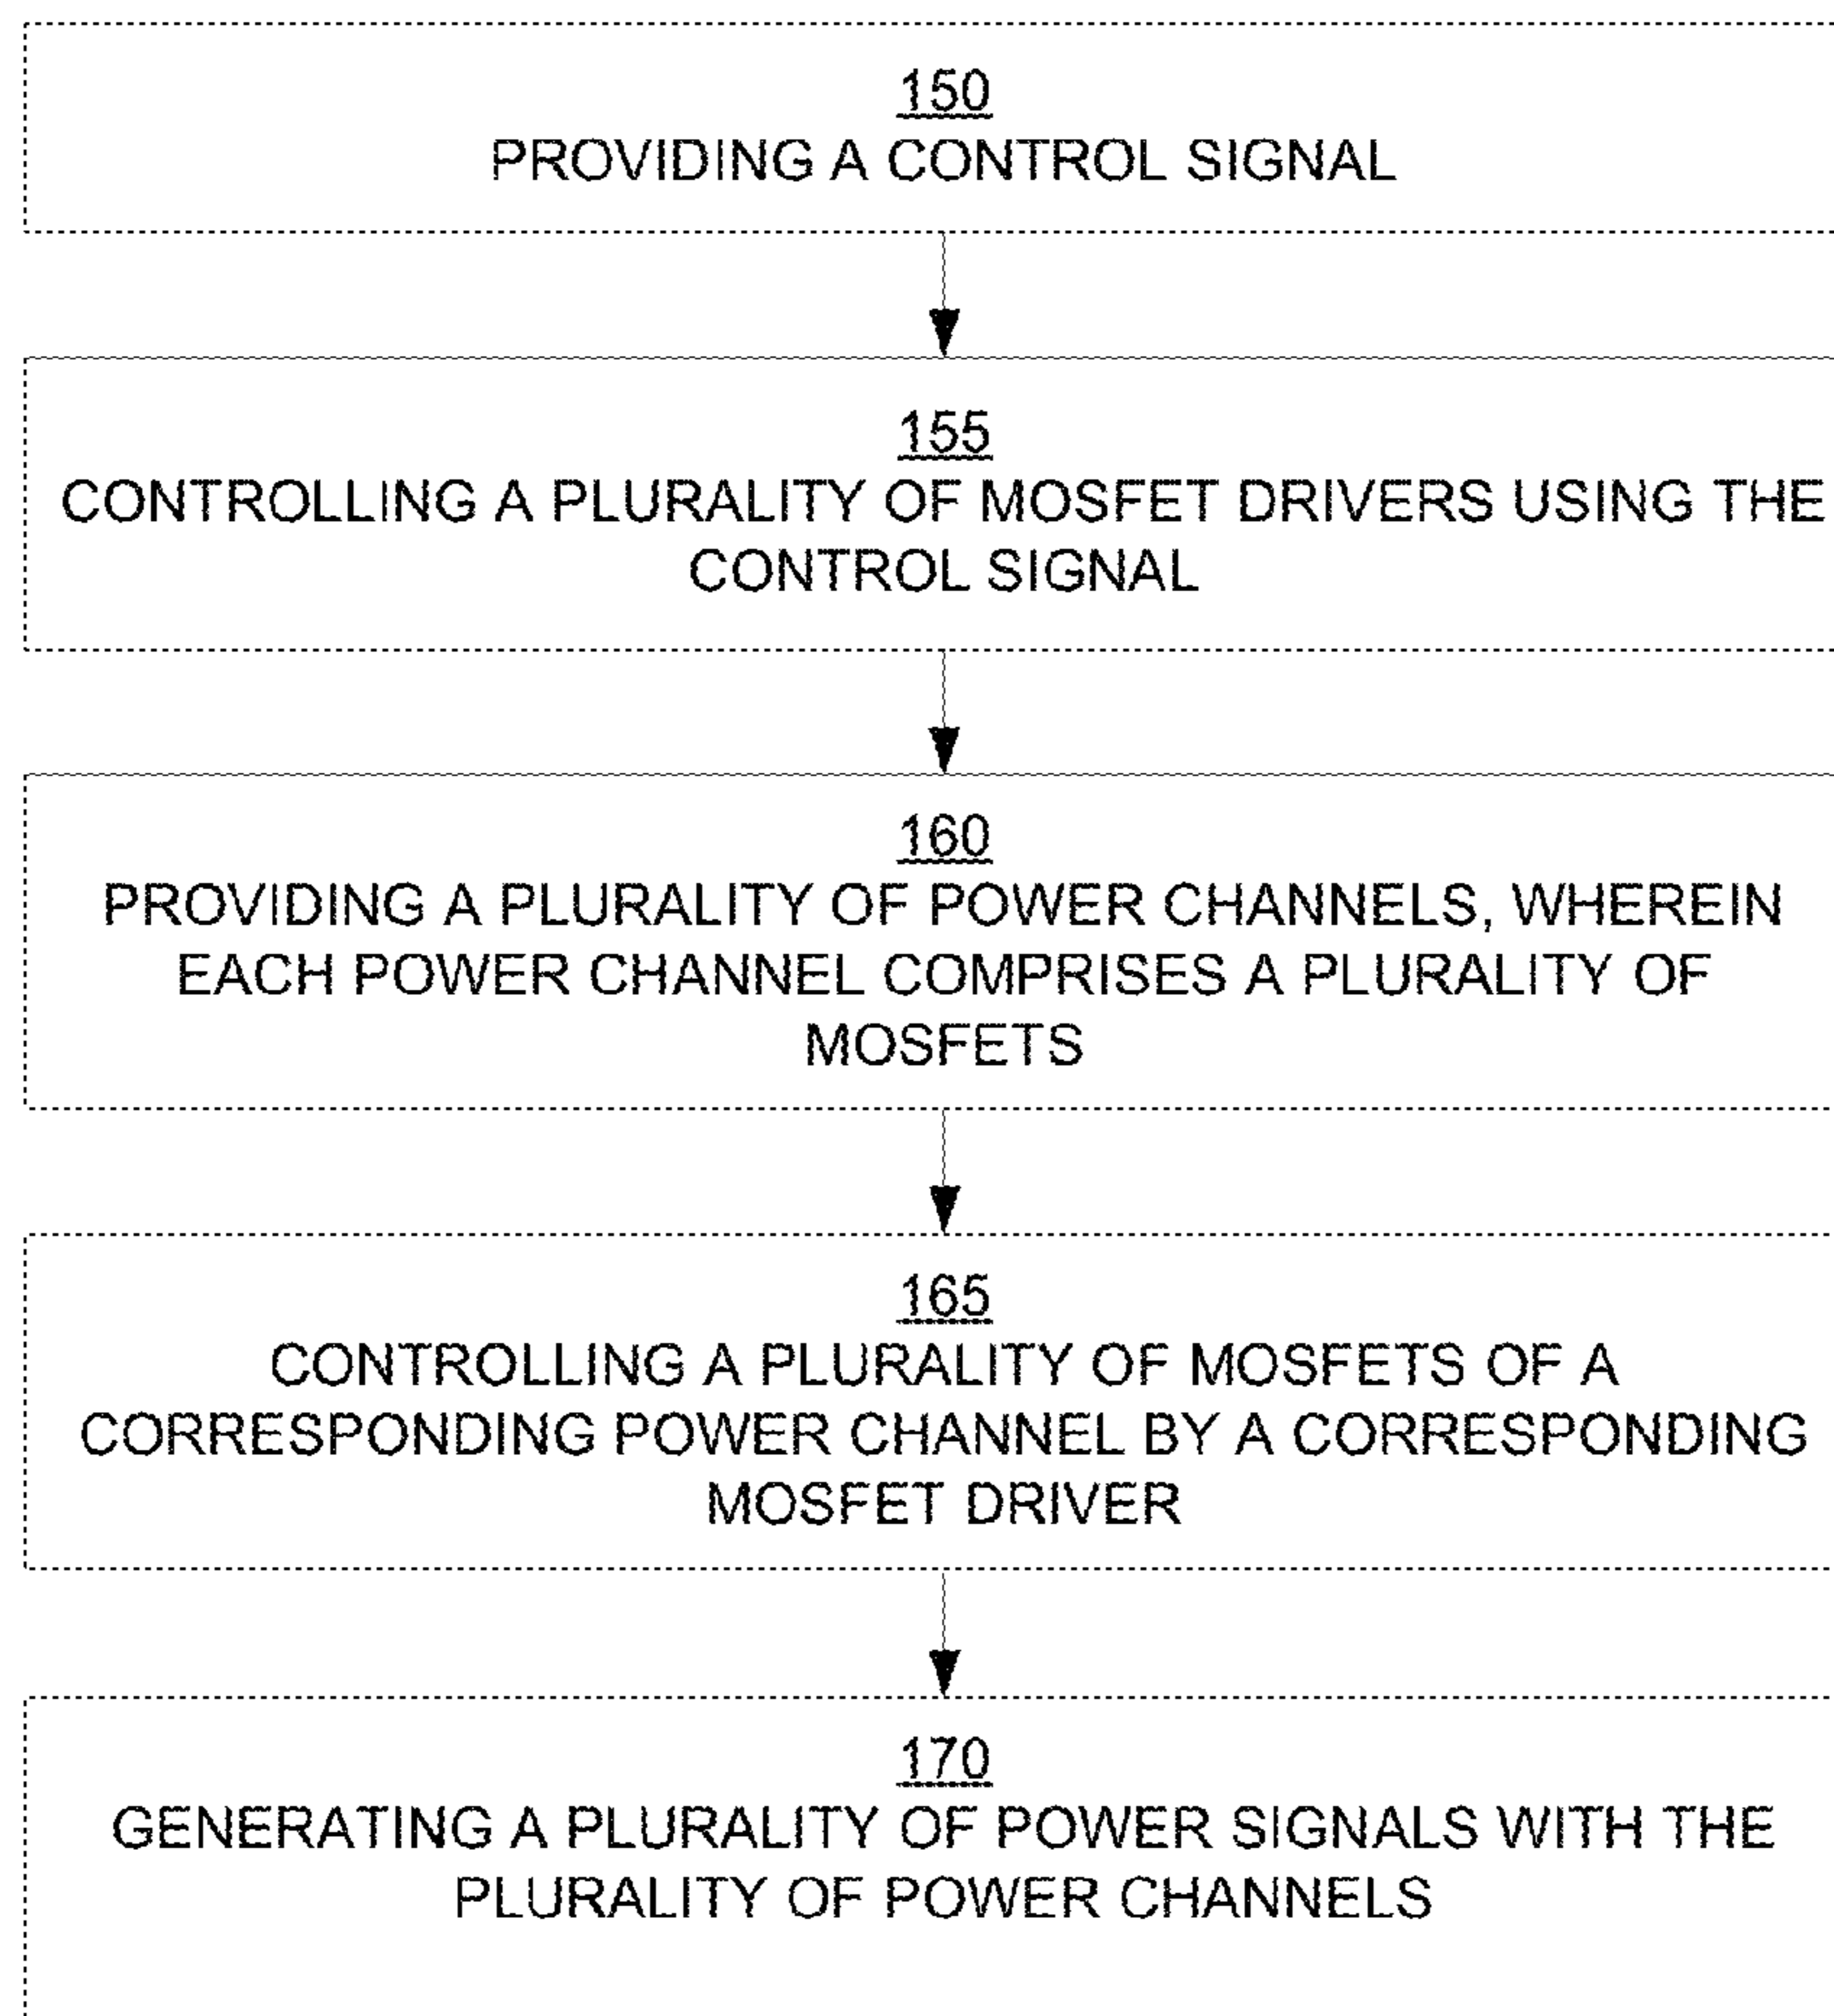 150
PROVIDING A CONTROL SIGNAL
155
CONTROLLING A PLURALITY OF MOSFET DRIVERS USING THE
CONTROL SIGNAL
160
PROVIDING A PLURALITY OF POWER CHANNELS, WHEREIN
EACH POWER CHANNEL COMPRISES A PLURALITY OF
MOSFETS
165
CONTROLLING A PLURALITY OF MOSFETS OF A
CORRESPONDING POWER CHANNEL BY A CORRESPONDING
MOSFET DRIVER
170
GENERATING A PLURALITY OF POWER SIGNALS WITH THE
PLURALITY OF POWER CHANNELS